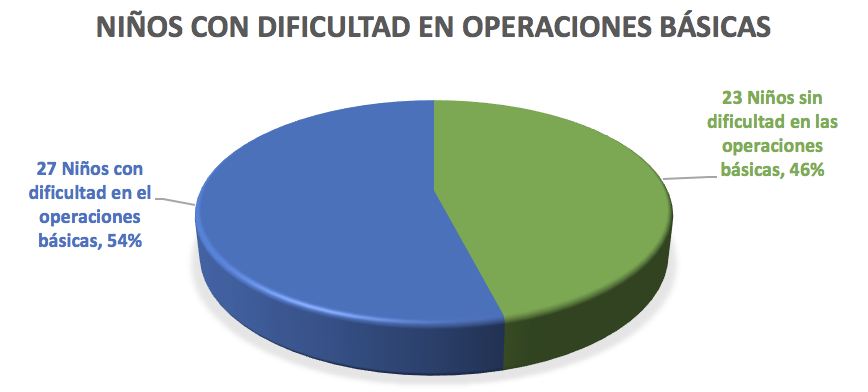 NIÑOS CON DIFICULTAD EN OPERACIONES BÁSICAS
23 Niños sin
dificultad en las
operaciones
básicas, 46%
27 Niños con
dificultad en el
operaciones
básicas, 54%